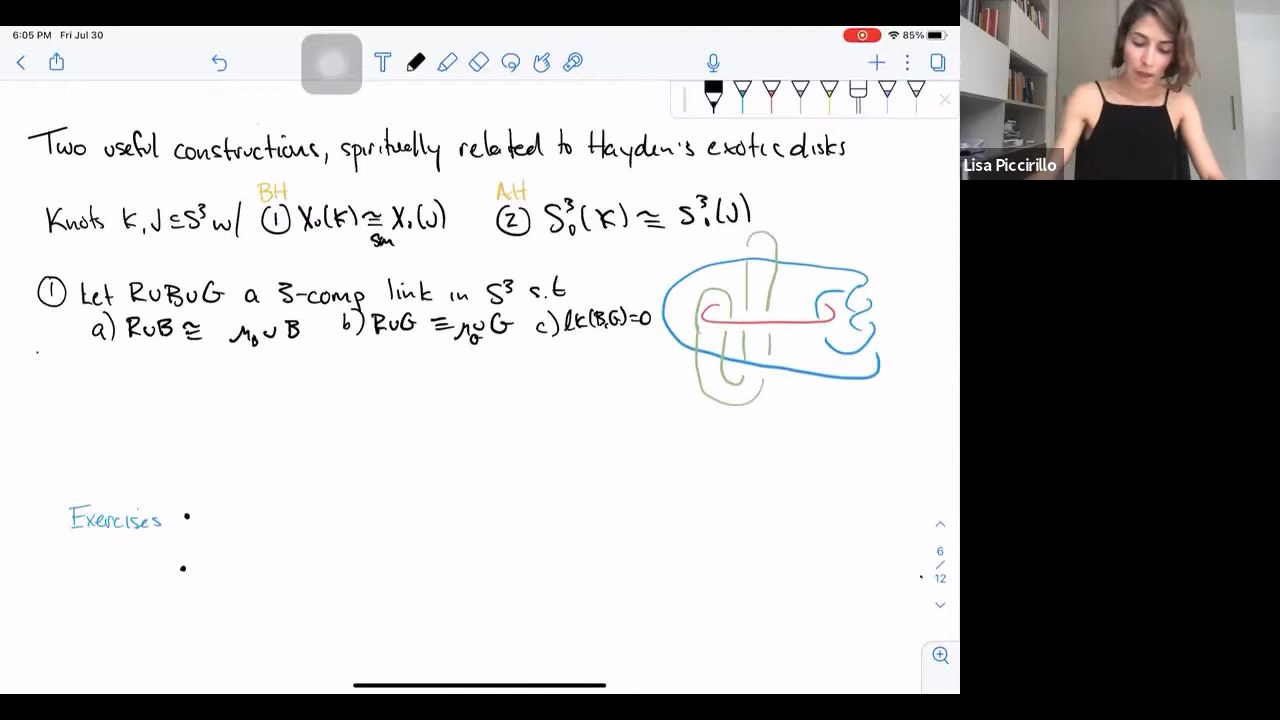 6:05 PM Fri Jul 30
85%
Two useful constructions, spiritually related to Hayden's exotic disks
BH
AH
Knots K, J ⊆ S³ w/ ① X₀(K) ≅ X₀(J) ② S³₀(K) ≅ S³₀(J)
sm
① Let R∪B∪G a 3-comp link in S³ s.t
a) R∪B ≅ μ_B ∪ B b) R∪G ≅ μ_G ∪ G c) lk(B,G)=0
Exercises •
•
6
/
12
Lisa Piccirillo